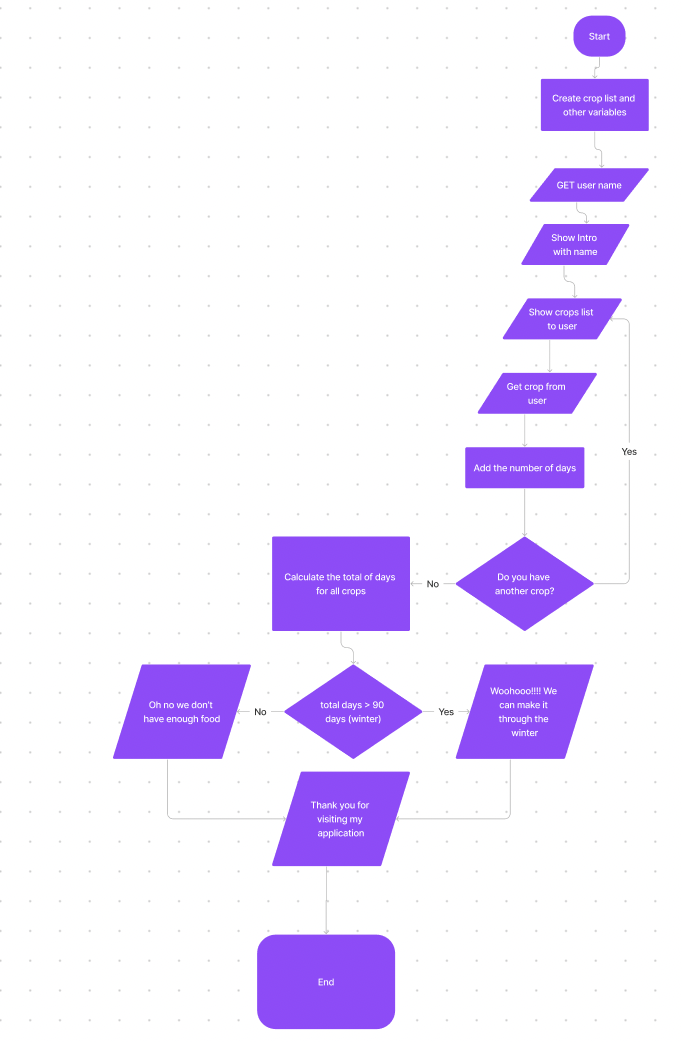 Start
Create crop list and
other variables
GET user name
Show Intro
with name
Show crops list
to user
Get crop from
user
Yes
Add the number of days
Do you have
another crop?
No
Calculate the total of days
for all crops
total days > 90
days (winter)
No
Oh no we don't
have enough food
Yes
Woohooo!!!! We
can make it
through the
winter
Thank you for
visiting my
application
End